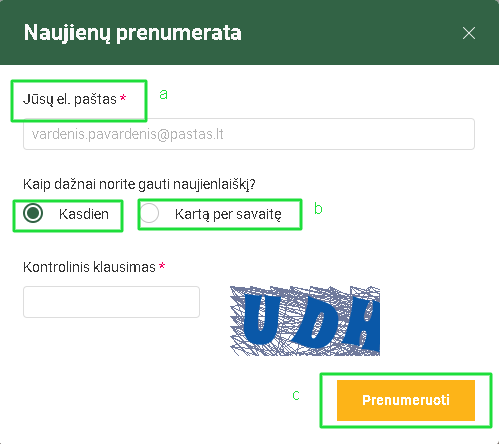 Naujienų prenumerata
Jūsų el. paštas * a
vardenis.pavardenis@pastas.lt
Kaip dažnai norite gauti naujienlaiškį?
Kasdien Kartą per savaitę b
Kontrolinis klausimas *
UDH
c Prenumeruoti